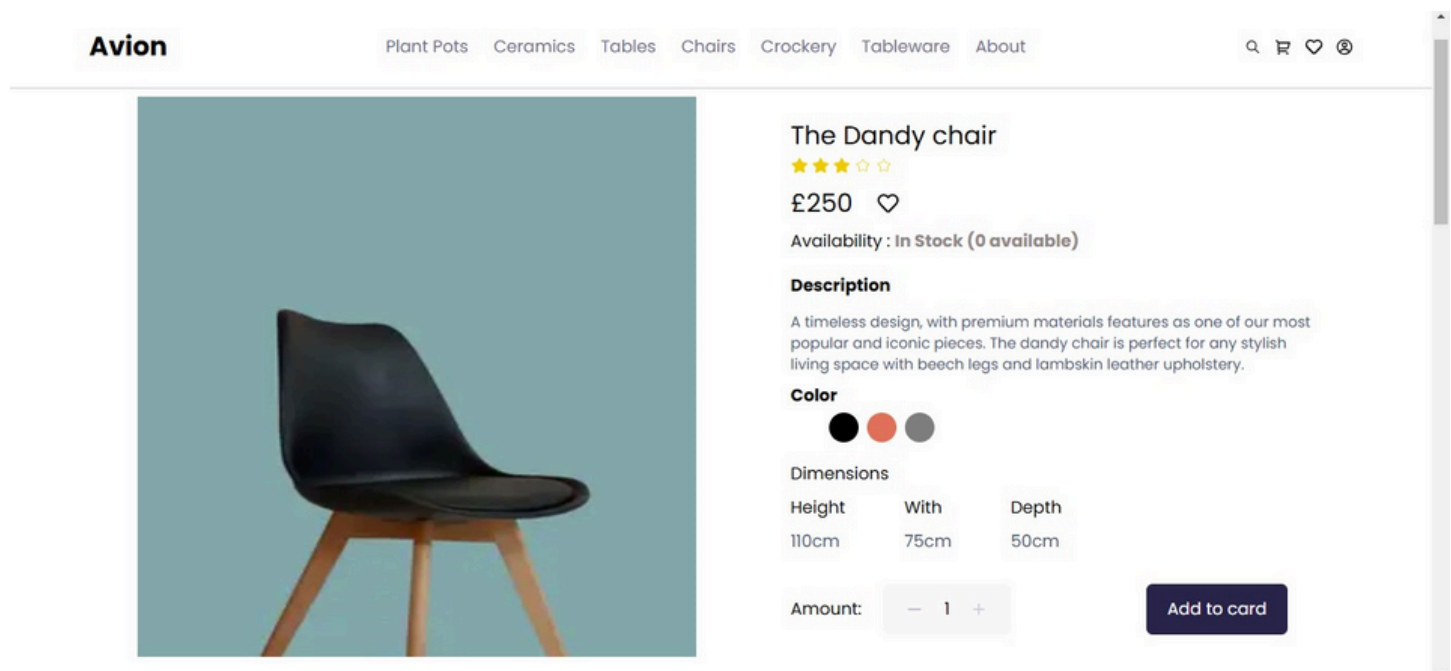 Avion
Plant Pots Ceramics Tables Chairs Crockery Tableware About
The Dandy chair
£250
Availability : In Stock (0 available)
Description
A timeless design, with premium materials features as one of our most
popular and iconic pieces. The dandy chair is perfect for any stylish
living space with beech legs and lambskin leather upholstery.
Color
Dimensions
Height With Depth
110cm 75cm 50cm
Amount: — 1 + Add to card